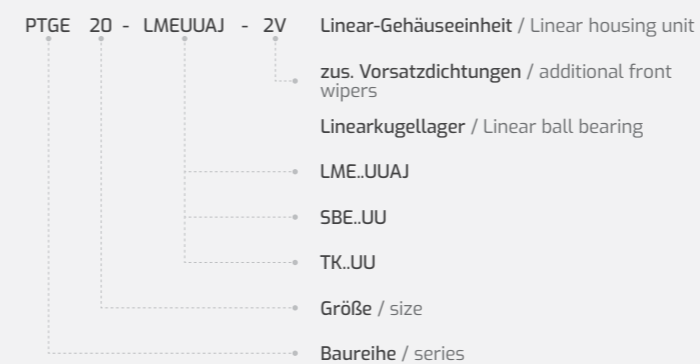 PTGE 20 - LMEUUAJ - 2V Linear-Gehäuseeinheit / Linear housing unit
zus. Vorsatzdichtungen / additional front
wipers
Linearkugellager / Linear ball bearing
LME..UUAJ
SBE..UU
TK..UU
Größe / size
Baureihe / series